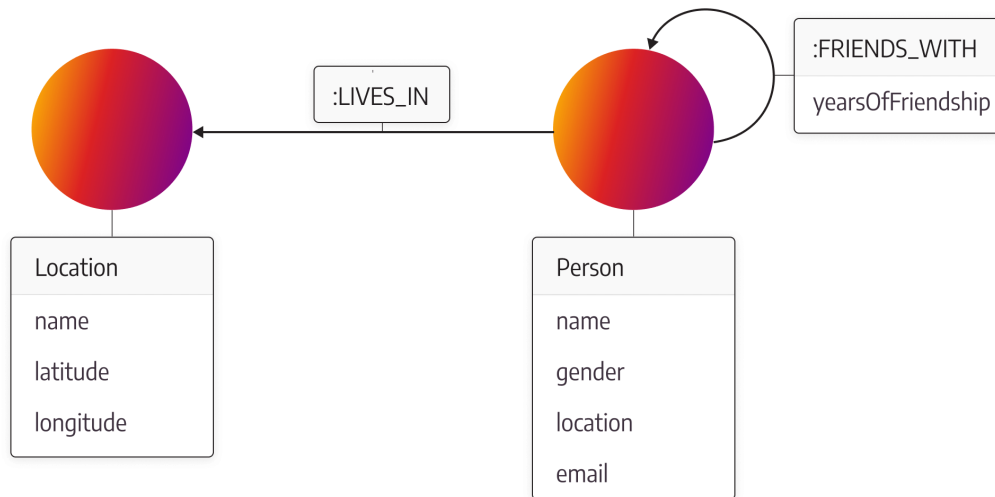 :FRIENDS_WITH
yearsOfFriendship
:LIVES_IN
Location
name
latitude
longitude
Person
name
gender
location
email